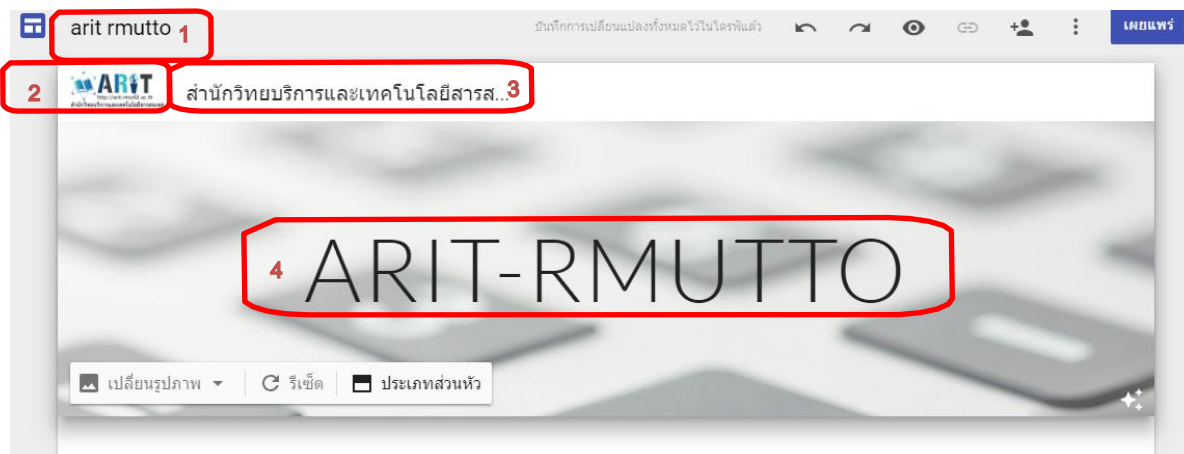 arit rmutto 1
บันทึกการเปลี่ยนแปลงทั้งหมดไว้ในไดรฟ์แล้ว
เผยแพร่
2
ARiT
สำนักวิทยบริการและเทคโนโลยีสารส...3
4 ARIT-RMUTTO
เปลี่ยนรูปภาพ
รีเซ็ต
ประเภทส่วนหัว